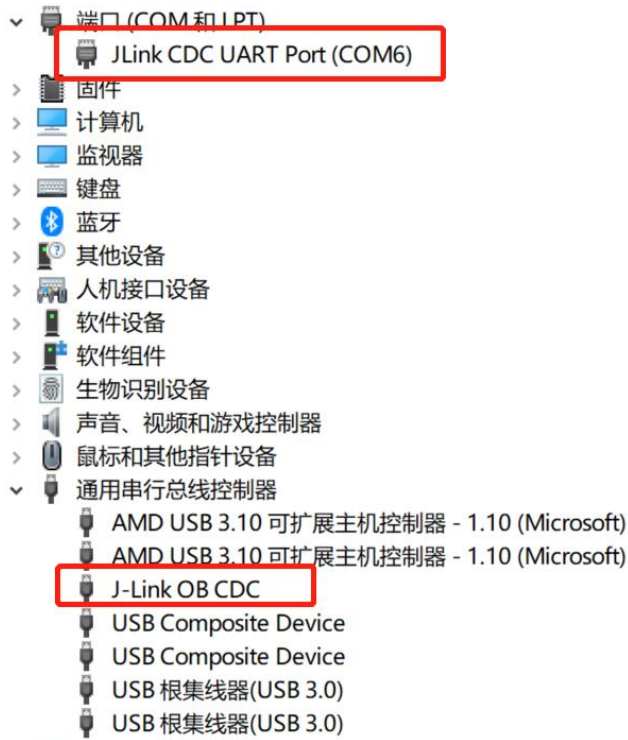 端口 (COM 和 LPT)
JLink CDC UART Port (COM6)
固件
计算机
监视器
键盘
蓝牙
其他设备
人机接口设备
软件设备
软件组件
生物识别设备
声音、视频和游戏控制器
鼠标和其他指针设备
通用串行总线控制器
AMD USB 3.10 可扩展主机控制器 - 1.10 (Microsoft)
AMD USB 3.10 可扩展主机控制器 - 1.10 (Microsoft)
J-Link OB CDC
USB Composite Device
USB Composite Device
USB 根集线器(USB 3.0)
USB 根集线器(USB 3.0)